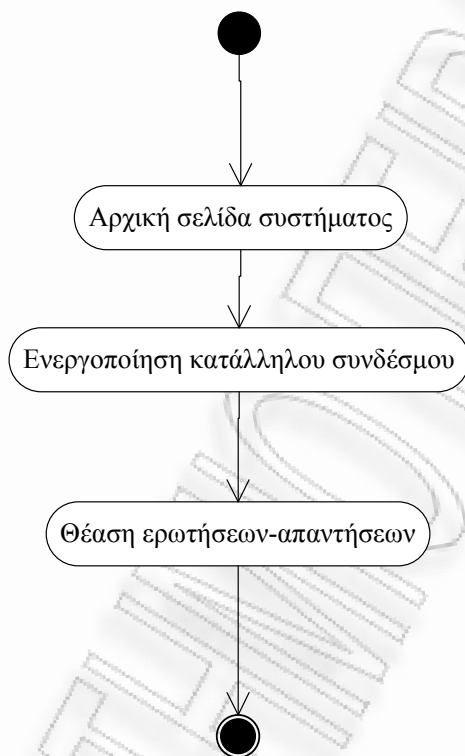 Αρχική σελίδα συστήματος
Ενεργοποίηση κατάλληλου συνδέσμου
Θέαση ερωτήσεων-απαντήσεων